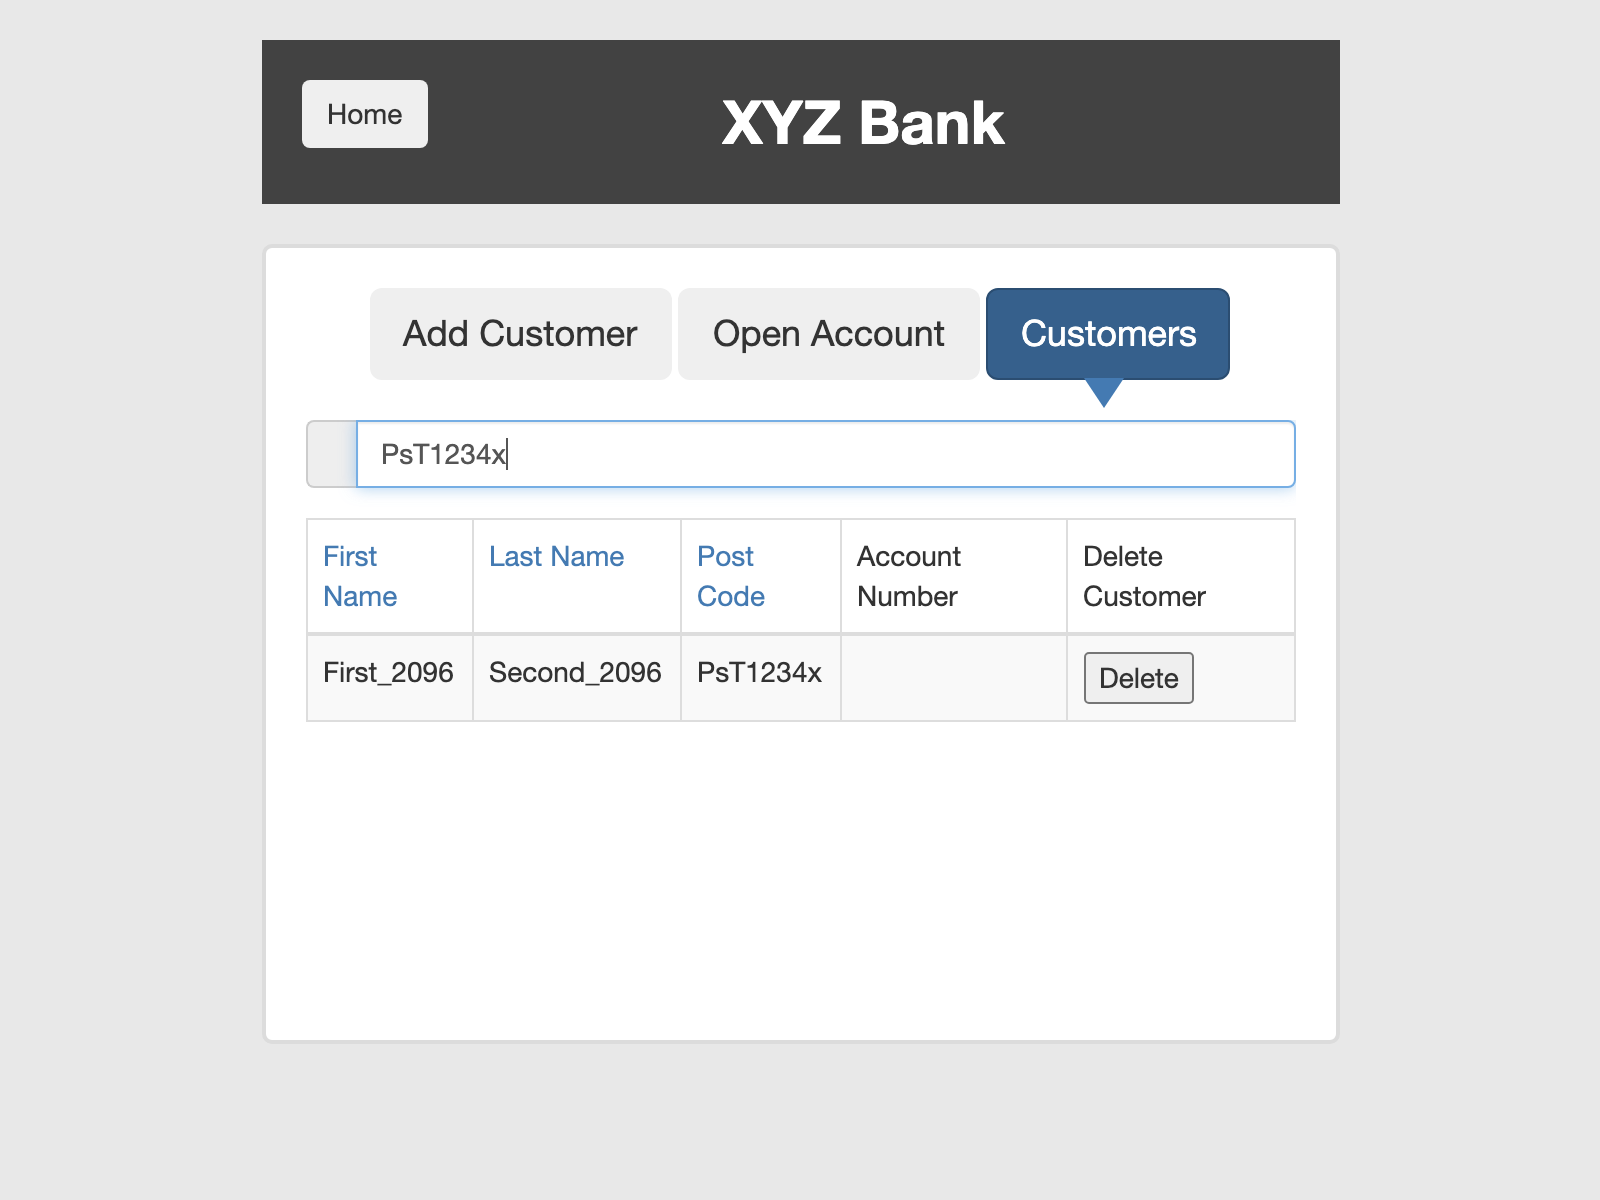 Home
XYZ Bank
Add Customer Open Account Customers
PsT1234x
First Name Last Name Post Code Account Number Delete Customer
First_2096 Second_2096 PsT1234x Delete